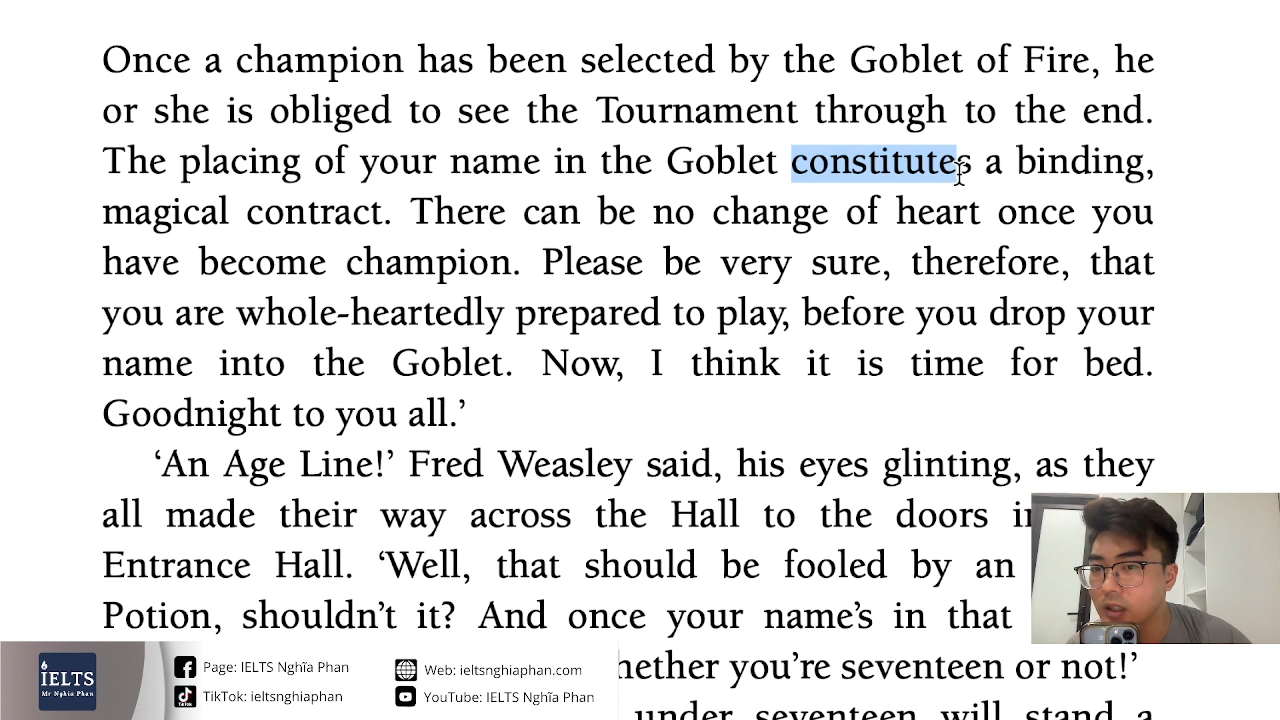 Once a champion has been selected by the Goblet of Fire, he
or she is obliged to see the Tournament through to the end.
The placing of your name in the Goblet constitutes a binding,
magical contract. There can be no change of heart once you
have become champion. Please be very sure, therefore, that
you are whole-heartedly prepared to play, before you drop your
name into the Goblet. Now, I think it is time for bed.
Goodnight to you all.’
‘An Age Line!’ Fred Weasley said, his eyes glinting, as they
all made their way across the Hall to the doors
Entrance Hall. ‘Well, that should be fooled by an
Potion, shouldn’t it? And once your name’s in that
you’re seventeen or not!’
under seventeen will stand a
IELTS
Mr Nghia Phan
Page: IELTS Nghĩa Phan
TikTok: ieltsnghiaphan
Web: ieltsnghiaphan.com
YouTube: IELTS Nghĩa Phan